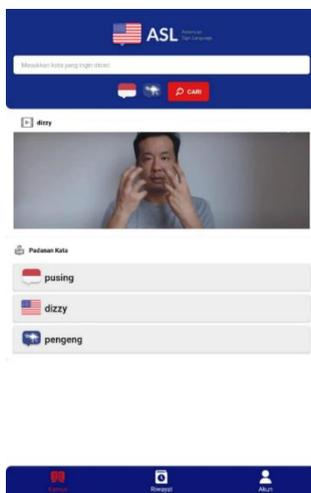 ASL American
Sign Language
Masukkan kata yang ingin dicari
CARI
dizzy
Padanan Kata
pusing
dizzy
pengeng
Kamus
Riwayat
Akun